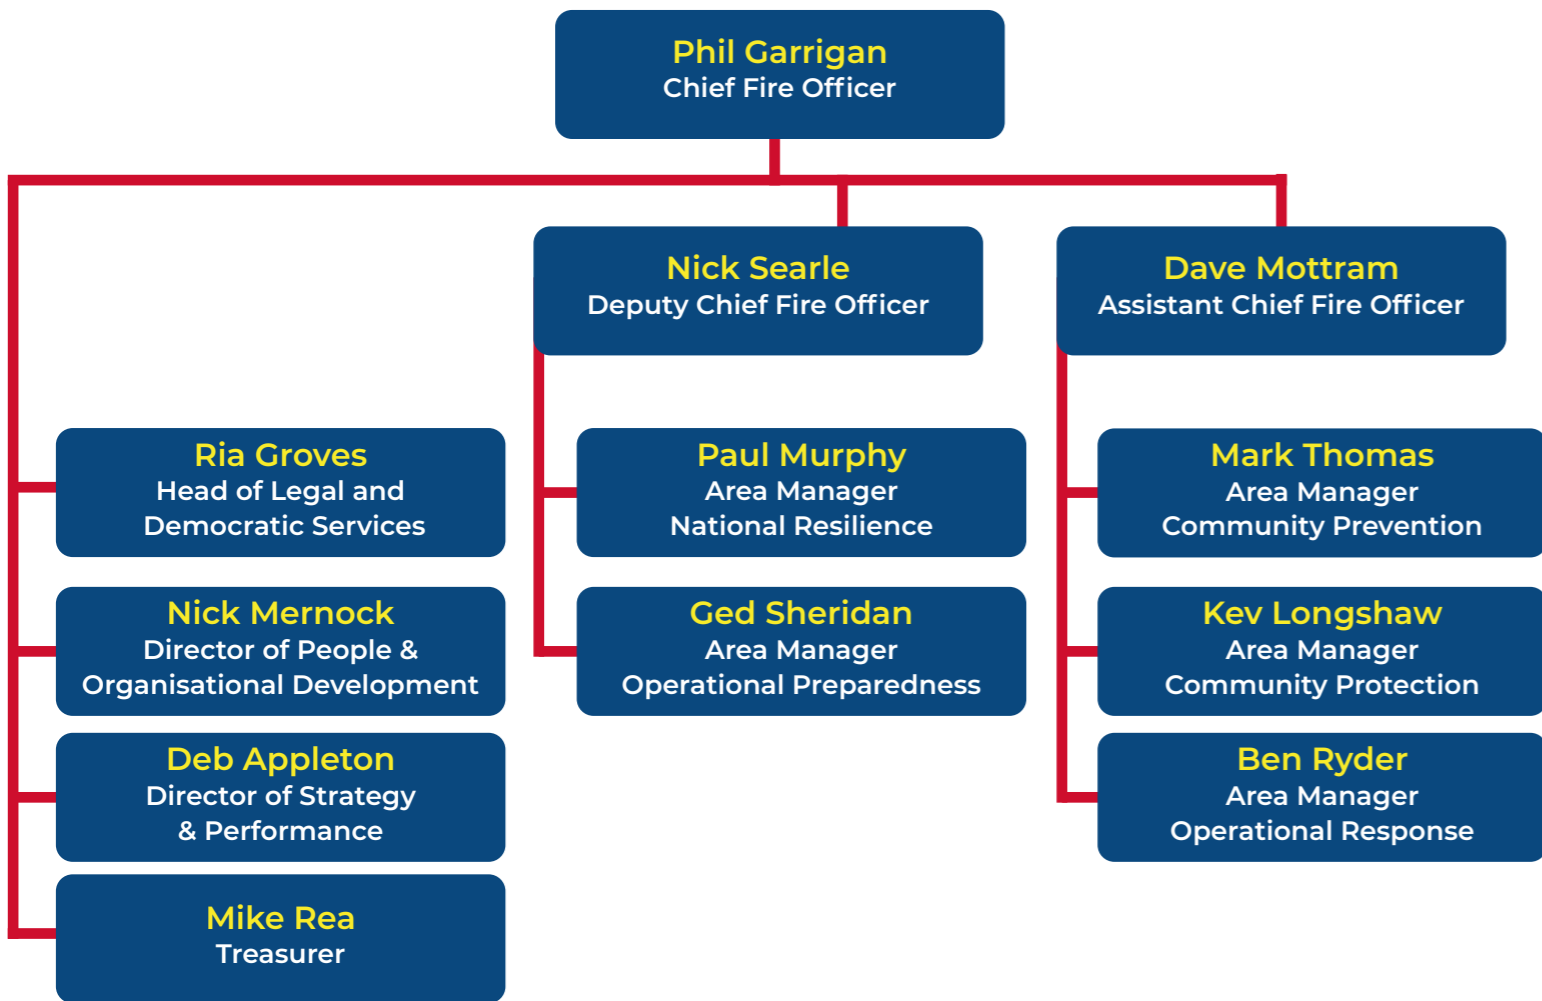 Phil Garrigan
Chief Fire Officer
Nick Searle
Deputy Chief Fire Officer
Dave Mottram
Assistant Chief Fire Officer
Ria Groves
Head of Legal and
Democratic Services
Nick Mernock
Director of People &
Organisational Development
Deb Appleton
Director of Strategy
& Performance
Mike Rea
Treasurer
Paul Murphy
Area Manager
National Resilience
Ged Sheridan
Area Manager
Operational Preparedness
Mark Thomas
Area Manager
Community Prevention
Kev Longshaw
Area Manager
Community Protection
Ben Ryder
Area Manager
Operational Response